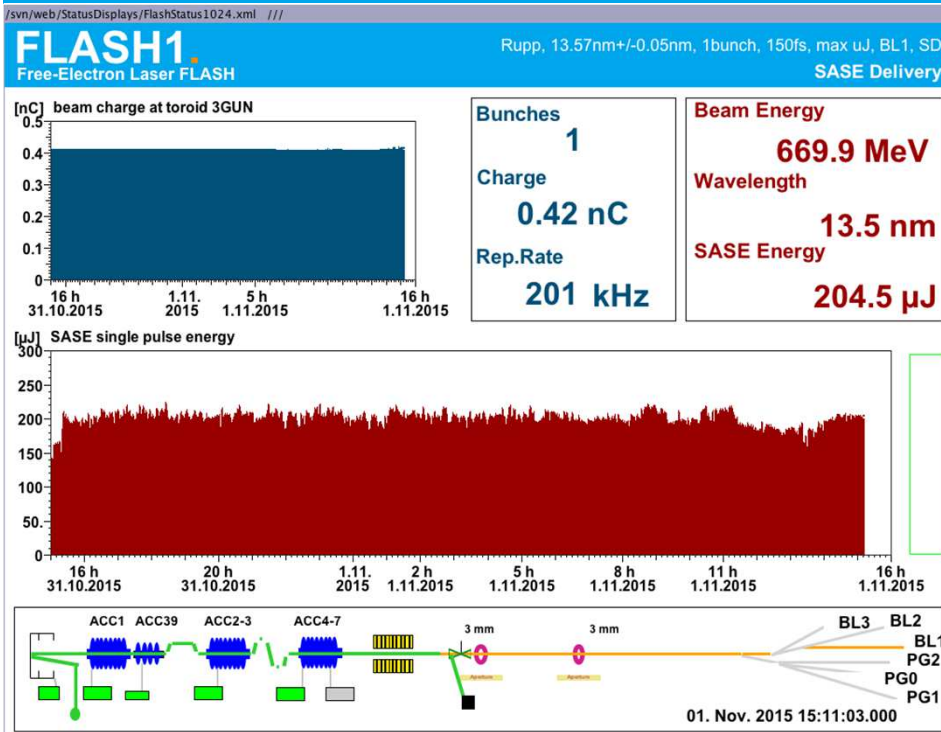 /svn/web/StatusDisplays/FlashStatus1024.xml ///
FLASH1.
Free-Electron Laser FLASH
Rupp, 13.57nm+/-0.05nm, 1bunch, 150fs, max uJ, BL1, SD
SASE Delivery
[nC] beam charge at toroid 3GUN
0.5
0.4
0.3
0.2
0.1
0
16 h 1.11. 5 h 16 h
31.10.2015 2015 1.11.2015 1.11.2015
Bunches
1
Charge
0.42 nC
Rep.Rate
201 kHz
Beam Energy
669.9 MeV
Wavelength
13.5 nm
SASE Energy
204.5 µJ
[µJ] SASE single pulse energy
300
250
200
150
100
50.
0
16 h 20 h 1.11. 2 h 5 h 8 h 11 h 16 h
31.10.2015 31.10.2015 2015 1.11.2015 1.11.2015 1.11.2015 1.11.2015 1.11.2015
ACC1 ACC39 ACC2-3 ACC4-7
3 mm 3 mm
Aperture Aperture
BL3 BL2
BL1
PG2
PG0
PG1
01. Nov. 2015 15:11:03.000